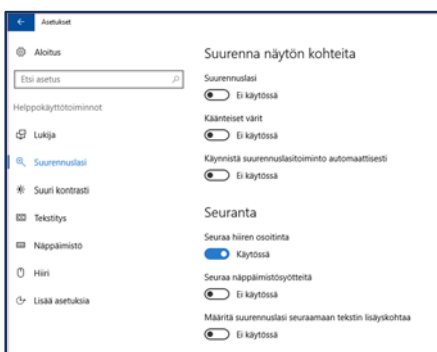 Asetukset
Aloitus
Etsi asetus
Helppokäyttötoiminnot
Lukija
Suurennuslasi
Suuri kontrasti
Tekstitys
Näppäimistö
Hiiri
Lisää asetuksia
Suurenna näytön kohteita
Suurennuslasi
Ei käytössä
Käänteiset värit
Ei käytössä
Käynnistä suurennuslasitoiminto automaattisesti
Ei käytössä
Seuranta
Seuraa hiiren osoitinta
Käytössä
Seuraa näppäimistösyötteitä
Ei käytössä
Määritä suurennuslasi seuraamaan tekstin lisäyskohtaa
Ei käytössä